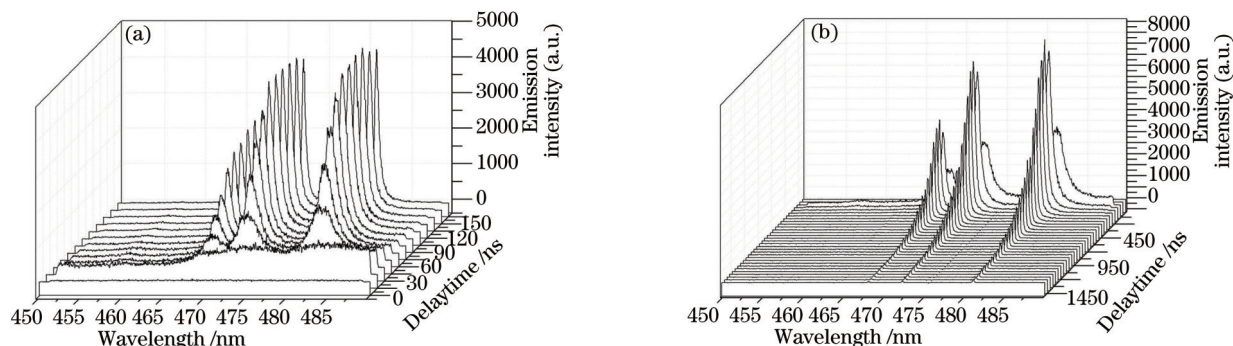 (a)
5000
4000
3000
2000
1000
0
Emission
intensity (a.u.)
150
120
90
60
30
0
Delaytime /ns
450 455 460 465 470 475 480 485
Wavelength /nm
(b)
8000
7000
6000
5000
4000
3000
2000
1000
0
Emission
intensity (a.u.)
450
950
1450
Delaytime /ns
450 455 460 465 470 475 480 485
Wavelength /nm